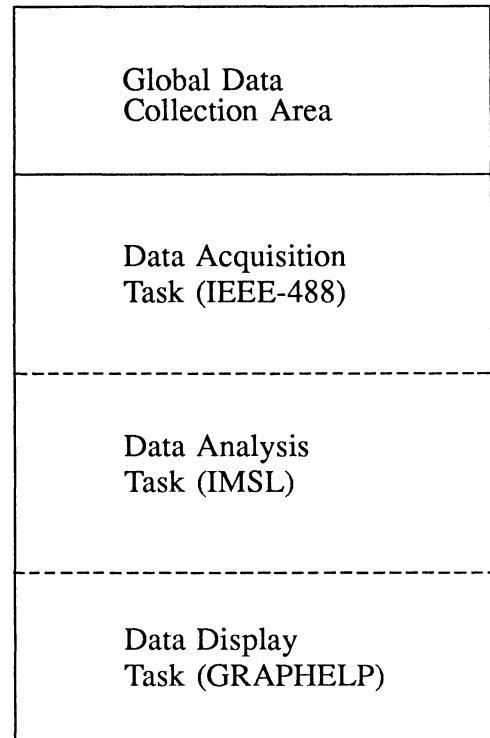 Global Data
Collection Area
Data Acquisition
Task (IEEE-488)
Data Analysis
Task (IMSL)
Data Display
Task (GRAPHELP)